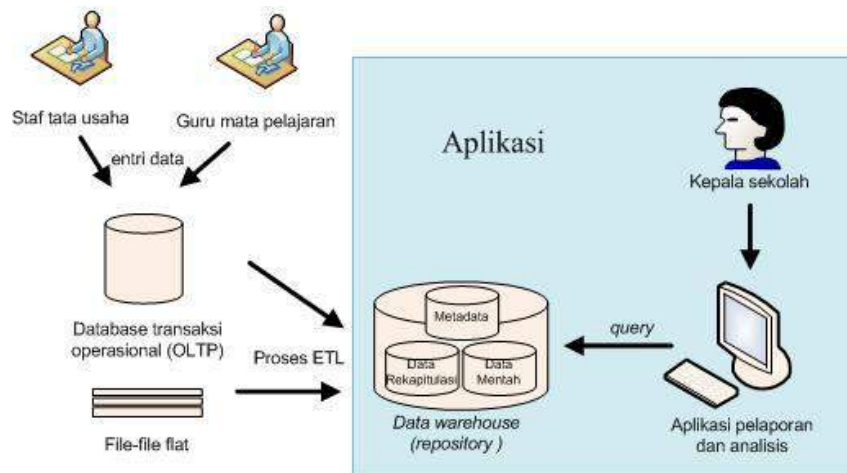 Staf tata usaha
Guru mata pelajaran
entri data
Aplikasi
Kepala sekolah
Database transaksi
operasional (OLTP)
Proses ETL
File-file flat
Metadata
Data
Rekapitulasi
Data
Mentah
Data warehouse
(repository )
query
Aplikasi pelaporan
dan analisis